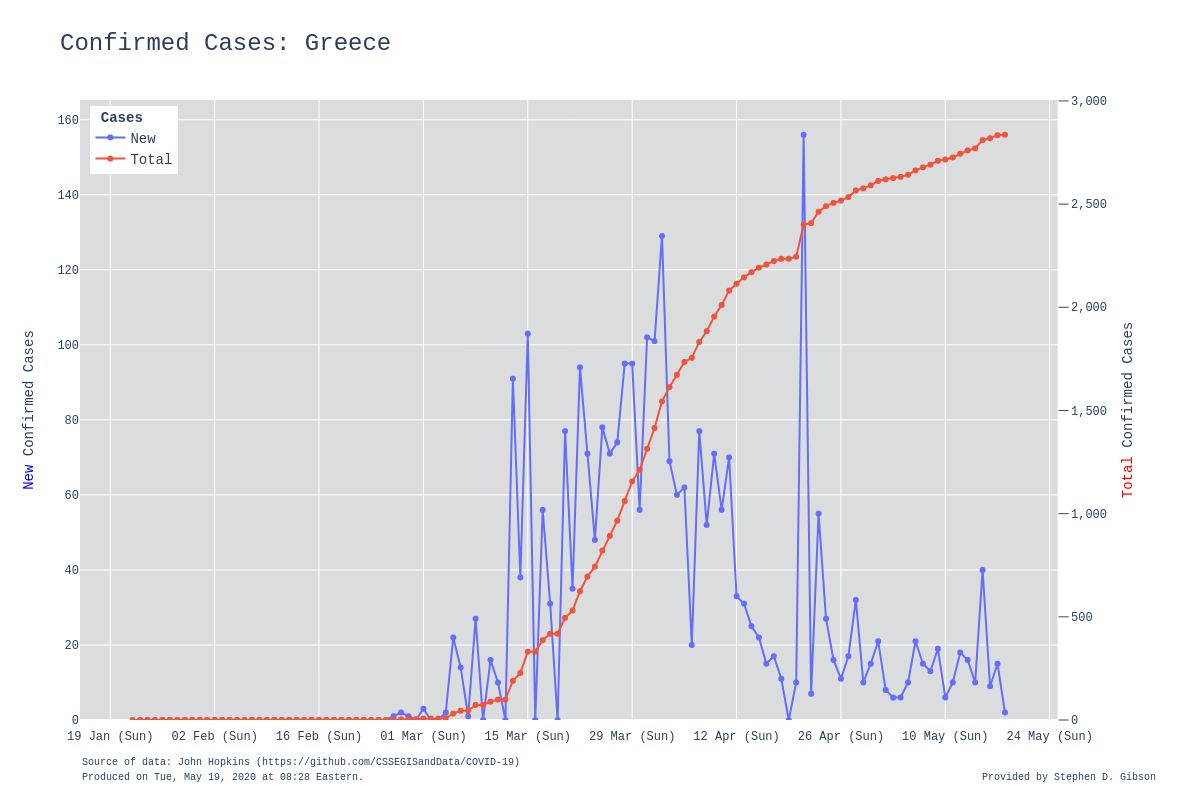 Confirmed Cases: Greece
Cases
New
Total
160
140
120
100
80
60
40
20
0
New Confirmed Cases
3,000
2,500
2,000
1,500
1,000
500
0
Total Confirmed Cases
19 Jan (Sun) 02 Feb (Sun) 16 Feb (Sun) 01 Mar (Sun) 15 Mar (Sun) 29 Mar (Sun) 12 Apr (Sun) 26 Apr (Sun) 10 May (Sun) 24 May (Sun)
Source of data: John Hopkins (https://github.com/CSSEGISandData/COVID-19)
Produced on Tue, May 19, 2020 at 08:28 Eastern.
Provided by Stephen D. Gibson